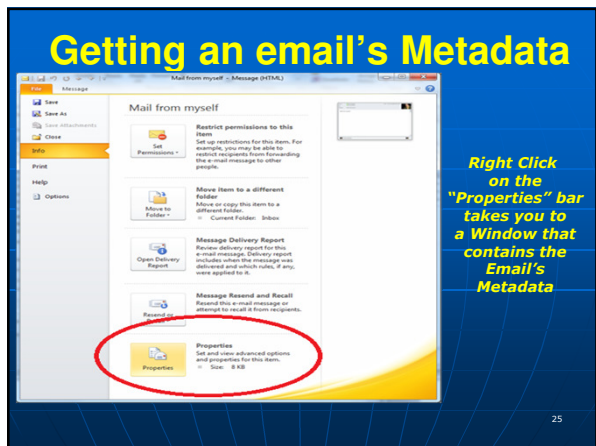 Getting an email's Metadata
Mail from myself - Message (HTML)
File Message
Save
Save As
Save Attachments
Close
Info
Print
Help
Options
Mail from myself
Set
Permissions
Restrict permissions to this
item
Set up restrictions for this item. For
example, you may be able to
restrict recipients from forwarding
the e-mail message to other
people.
Move to
Folder
Move item to a different
folder
Move or copy this item to a
different folder.
Current Folder: Inbox
Open Delivery
Report
Message Delivery Report
Review delivery report for this
e-mail message. Delivery report
includes when the message was
delivered and which rules, if any,
were applied to it.
Resend or
Message Resend and Recall
Resend this e-mail message or
attempt to recall it from recipients.
Properties
Properties
Set and view advanced options
and properties for this item.
Size: 8 KB
Right Click
on the
"Properties" bar
takes you to
a Window that
contains the
Email's
Metadata
25